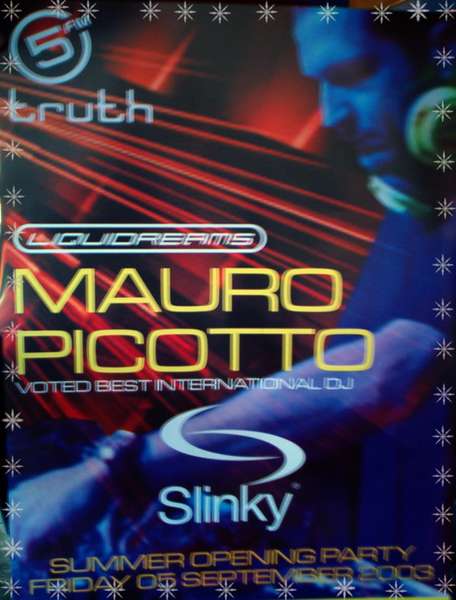 5
truth
LIQUIDREAMS
MAURO
PICOTTO
VOTED BEST INTERNATIONAL DJ
Slinky
SUMMER OPENING PARTY
FRIDAY 05 SEPTEMBER 2003